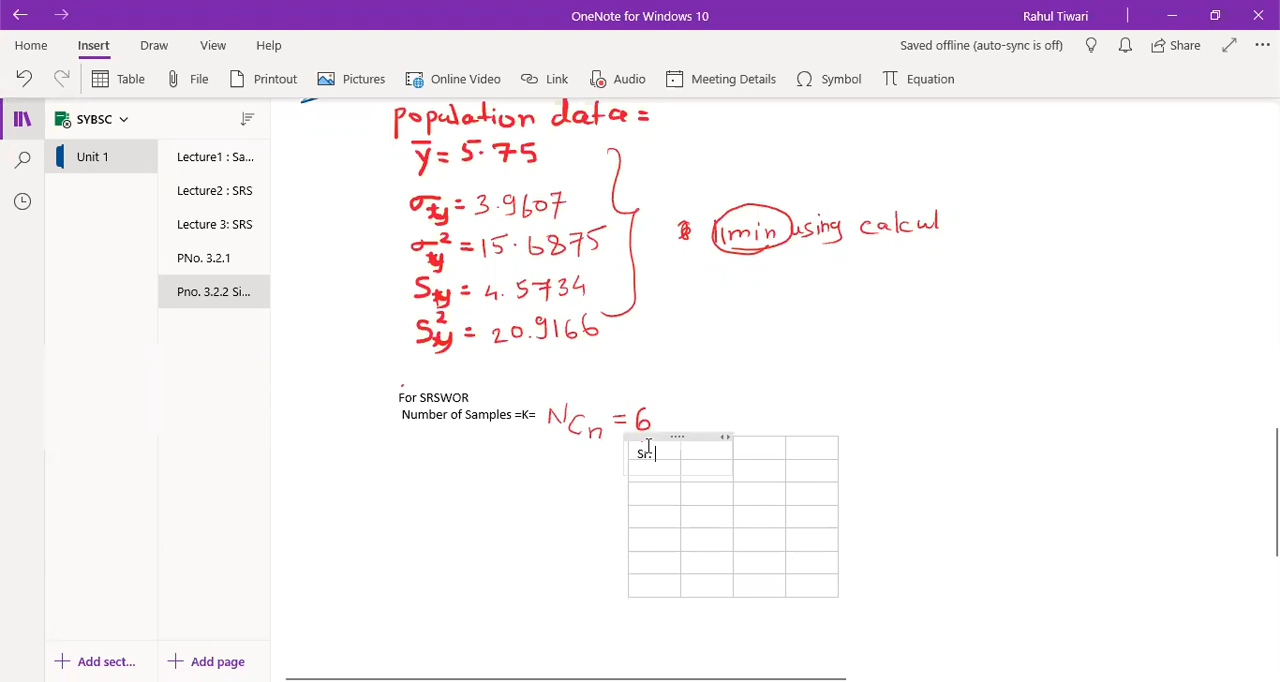 OneNote for Windows 10
Rahul Tiwari
Home Insert Draw View Help
Saved offline (auto-sync is off) Share
Table File Printout Pictures Online Video Link Audio Meeting Details Symbol Equation
SYBSC
Unit 1
Lecture1 : Sa...
Lecture2 : SRS
Lecture 3: SRS
PNo. 3.2.1
Pno. 3.2.2 Si...
Add sect...
Add page
population data =
ȳ = 5.75
σy = 3.9607
σy² = 15.6875
Sy = 4.5734
Sy² = 20.9166
1min using calcul
For SRSWOR
Number of Samples =K= NCn = 6
Sr.